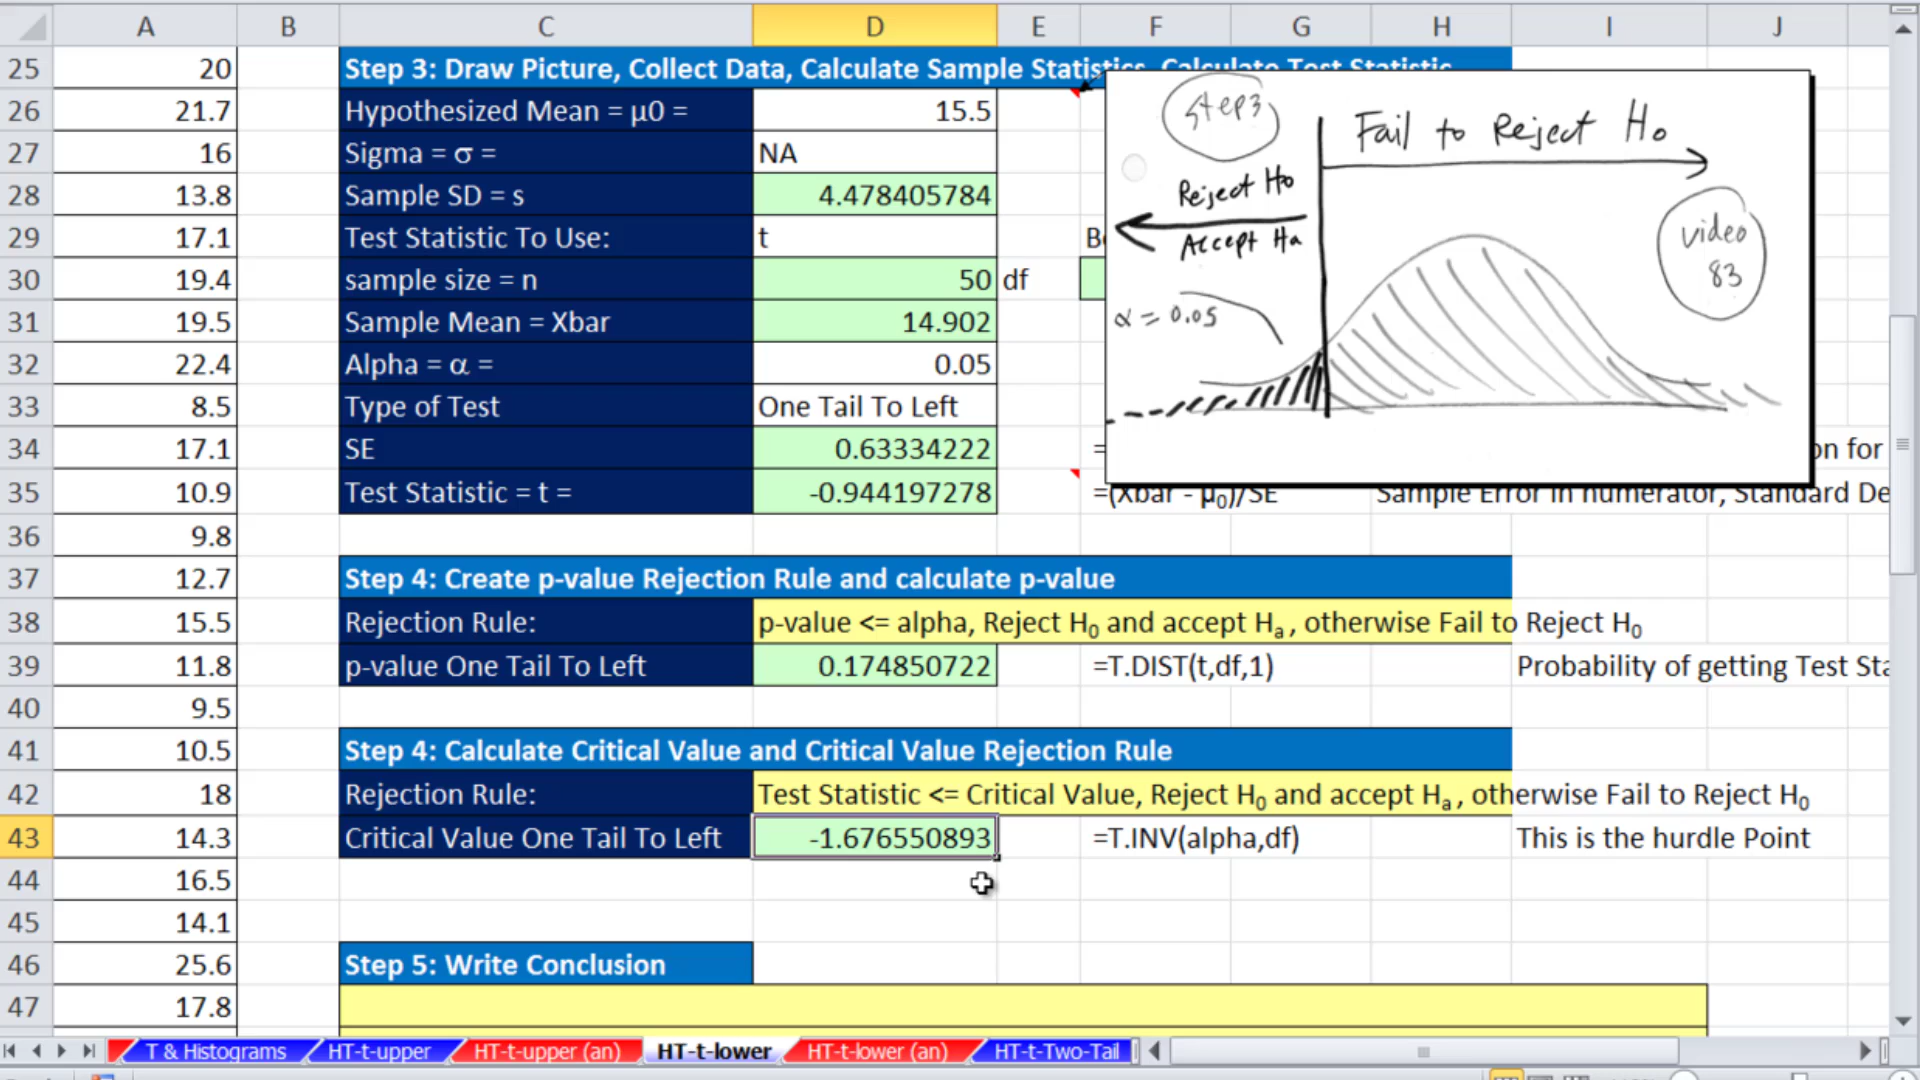 A B C D E F G H I J
25 20 Step 3: Draw Picture, Collect Data, Calculate Sample Statistics, Calculate Test Statistic
26 21.7 Hypothesized Mean = µ0 = 15.5
27 16 Sigma = σ = NA
28 13.8 Sample SD = s 4.478405784
29 17.1 Test Statistic To Use: t
30 19.4 sample size = n 50 df
31 19.5 Sample Mean = Xbar 14.902
32 22.4 Alpha = α = 0.05
33 8.5 Type of Test One Tail To Left
34 17.1 SE 0.63334222 = on for
35 10.9 Test Statistic = t = -0.944197278 =(Xbar - µ₀)/SE Sample Error in numerator, Standard De
Step3
Fail to Reject Ho
Reject Ho
Accept Ha
video
83
α = 0.05
36 9.8
37 12.7 Step 4: Create p-value Rejection Rule and calculate p-value
38 15.5 Rejection Rule: p-value <= alpha, Reject H₀ and accept Hₐ, otherwise Fail to Reject H₀
39 11.8 p-value One Tail To Left 0.174850722 =T.DIST(t,df,1) Probability of getting Test Sta
40 9.5
41 10.5 Step 4: Calculate Critical Value and Critical Value Rejection Rule
42 18 Rejection Rule: Test Statistic <= Critical Value, Reject H₀ and accept Hₐ, otherwise Fail to Reject H₀
43 14.3 Critical Value One Tail To Left -1.676550893 =T.INV(alpha,df) This is the hurdle Point
44 16.5
45 14.1
46 25.6 Step 5: Write Conclusion
47 17.8
T & Histograms HT-t-upper HT-t-upper (an) HT-t-lower HT-t-lower (an) HT-t-Two-Tail